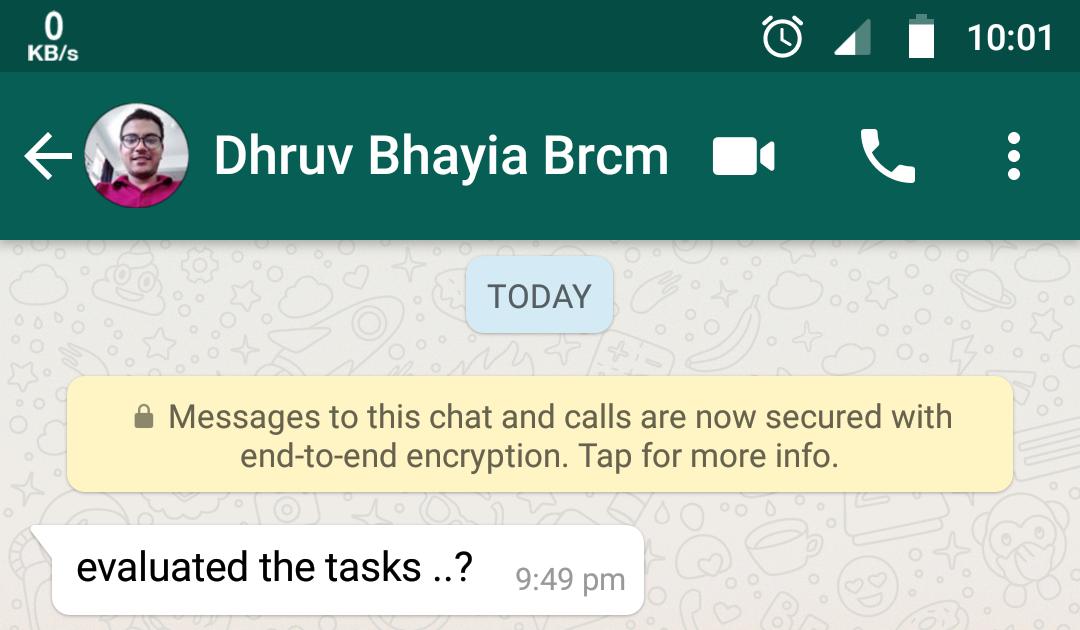 0
KB/s
10:01
Dhruv Bhayia Brcm
TODAY
Messages to this chat and calls are now secured with
end-to-end encryption. Tap for more info.
evaluated the tasks ..?
9:49 pm